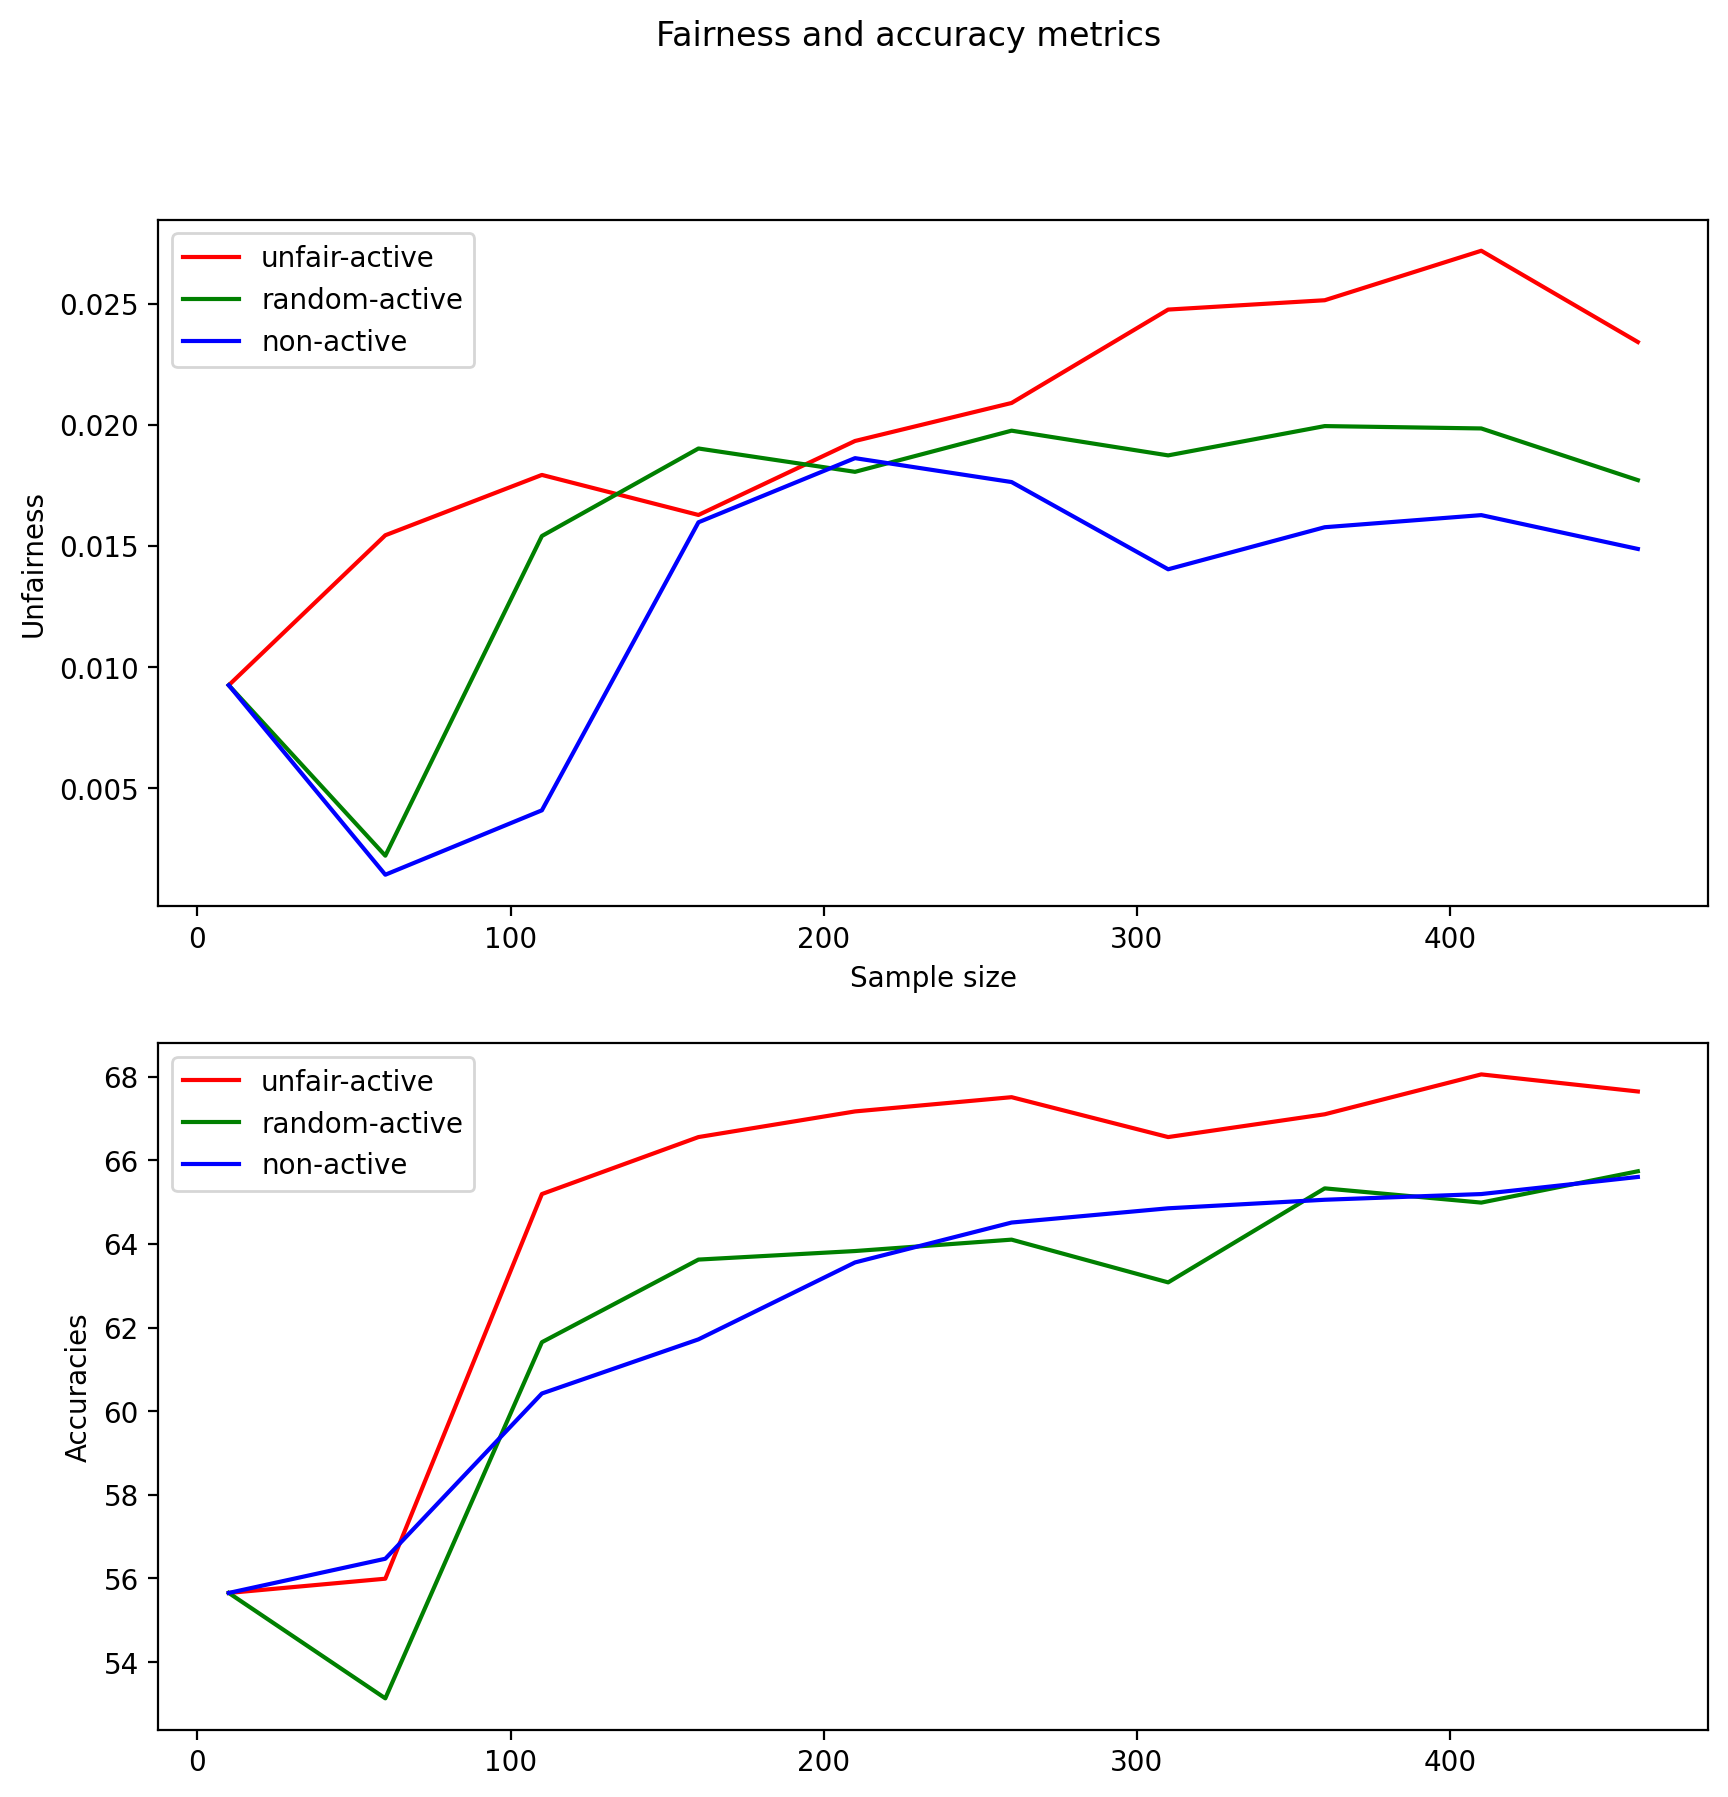 Fairness and accuracy metrics
unfair-active
random-active
non-active
0.025
0.020
0.015
0.010
0.005
Unfairness
0 100 200 300 400
Sample size
unfair-active
random-active
non-active
68
66
64
62
60
58
56
54
Accuracies
0 100 200 300 400